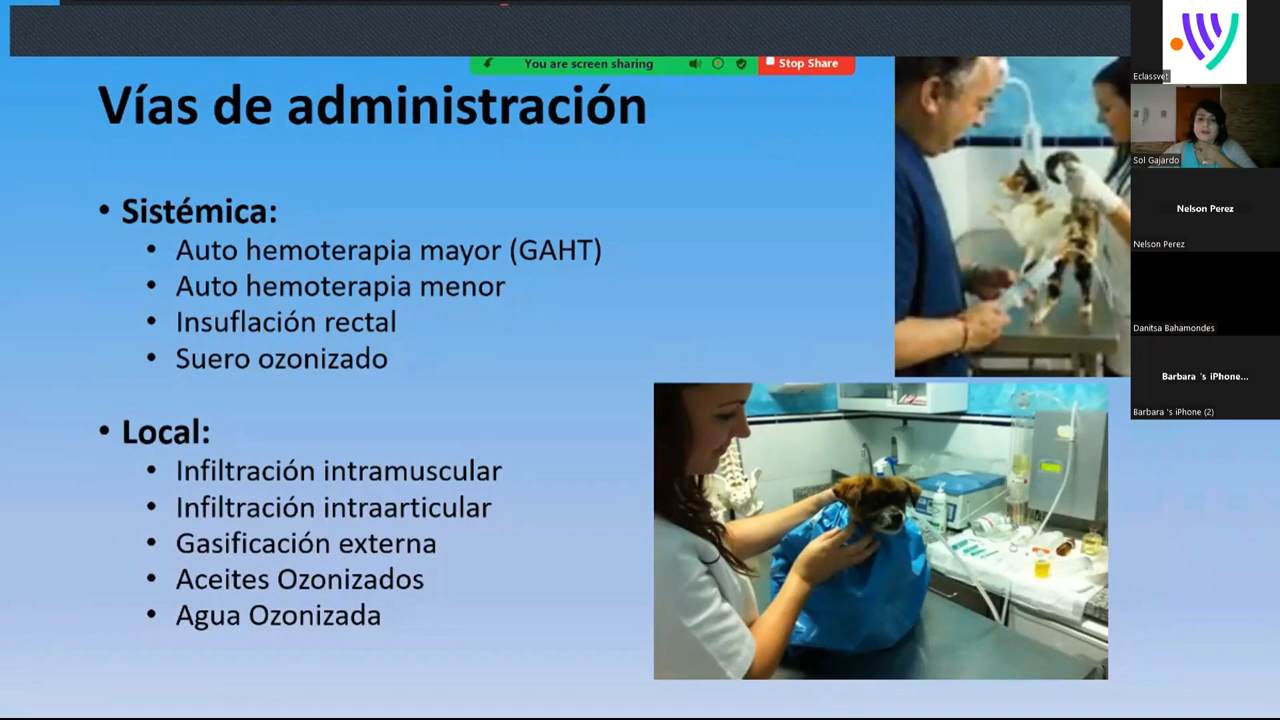 You are screen sharing
Stop Share
Vías de administración
• Sistémica:
• Auto hemoterapia mayor (GAHT)
• Auto hemoterapia menor
• Insuflación rectal
• Suero ozonizado
• Local:
• Infiltración intramuscular
• Infiltración intraarticular
• Gasificación externa
• Aceites Ozonizados
• Agua Ozonizada
Eclassvet
Sol Gajardo
Nelson Perez
Nelson Perez
Danitsa Bahamondes
Barbara 's iPhone...
Barbara 's iPhone (2)